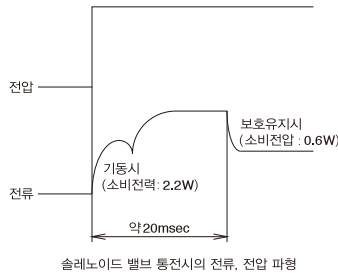 전압
보호유지시
(소비전압 : 0.6W)
기동시
(소비전력 : 2.2W)
전류
약20msec
솔레노이드 밸브 통전시의 전류, 전압 파형